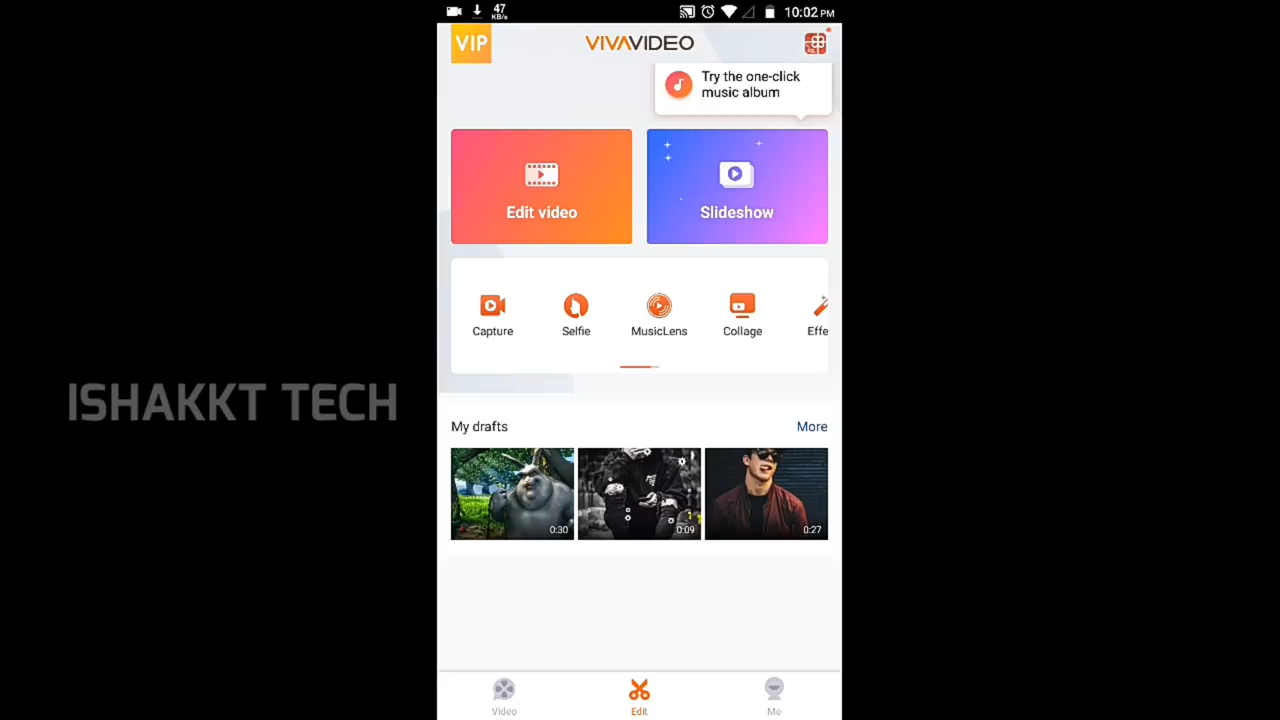 47
KB/s
10:02 PM
VIP
VIVAVIDEO
Try the one-click
music album
Edit video
Slideshow
Capture
Selfie
MusicLens
Collage
Effe
ISHAKKT TECH
My drafts
More
0:30
0:09
0:27
Video
Edit
Me